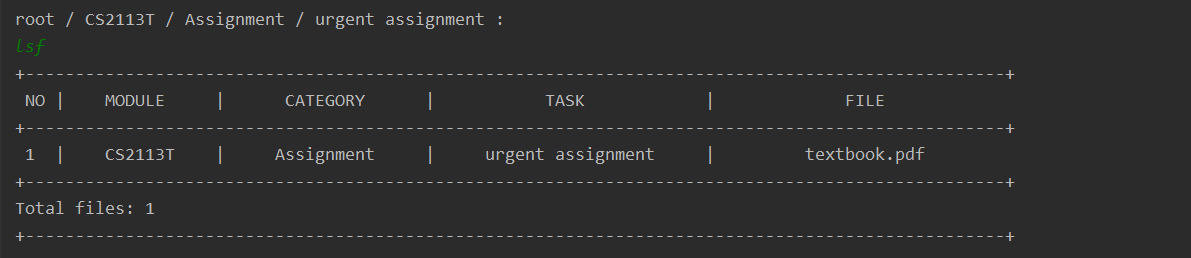 root / CS2113T / Assignment / urgent assignment :
lsf
+--------------------------------------------------------------------------------------------------+
NO | MODULE | CATEGORY | TASK | FILE
+--------------------------------------------------------------------------------------------------+
1 | CS2113T | Assignment | urgent assignment | textbook.pdf
+--------------------------------------------------------------------------------------------------+
Total files: 1
+--------------------------------------------------------------------------------------------------+